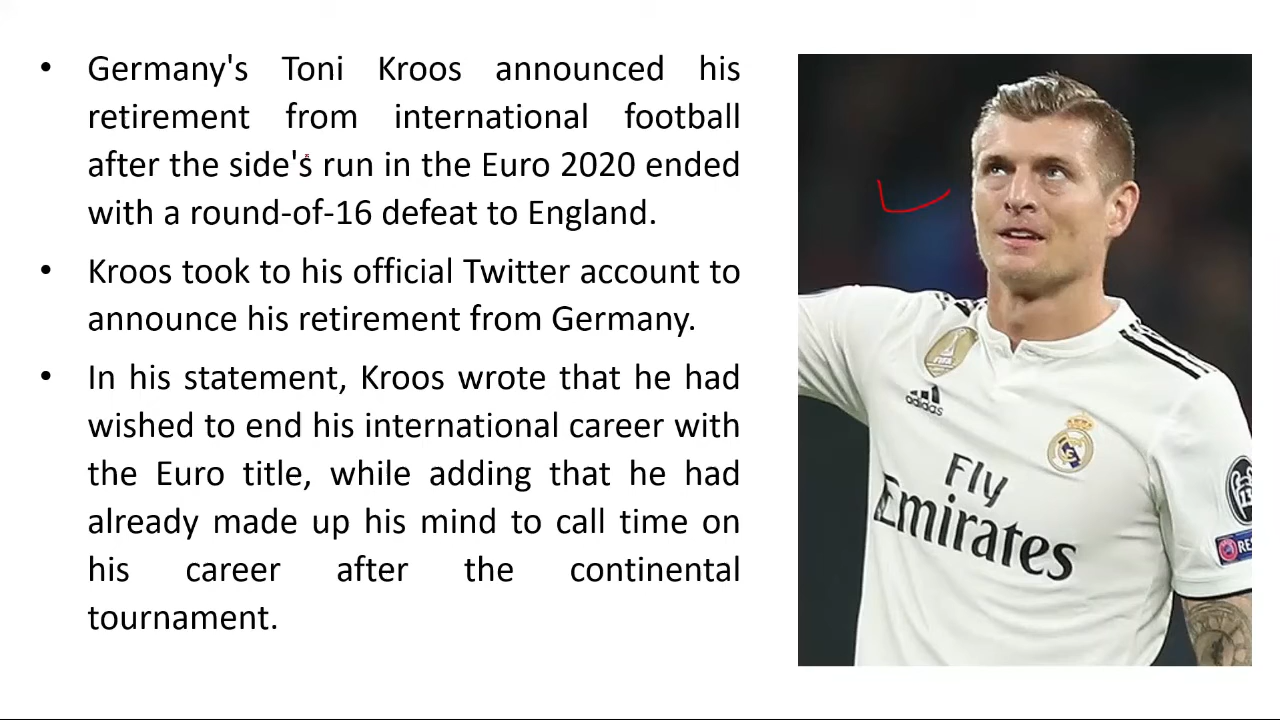 • Germany's Toni Kroos announced his
retirement from international football
after the side's run in the Euro 2020 ended
with a round-of-16 defeat to England.
• Kroos took to his official Twitter account to
announce his retirement from Germany.
• In his statement, Kroos wrote that he had
wished to end his international career with
the Euro title, while adding that he had
already made up his mind to call time on
his career after the continental
tournament.
FIFA
adidas
Fly
Emirates
RE